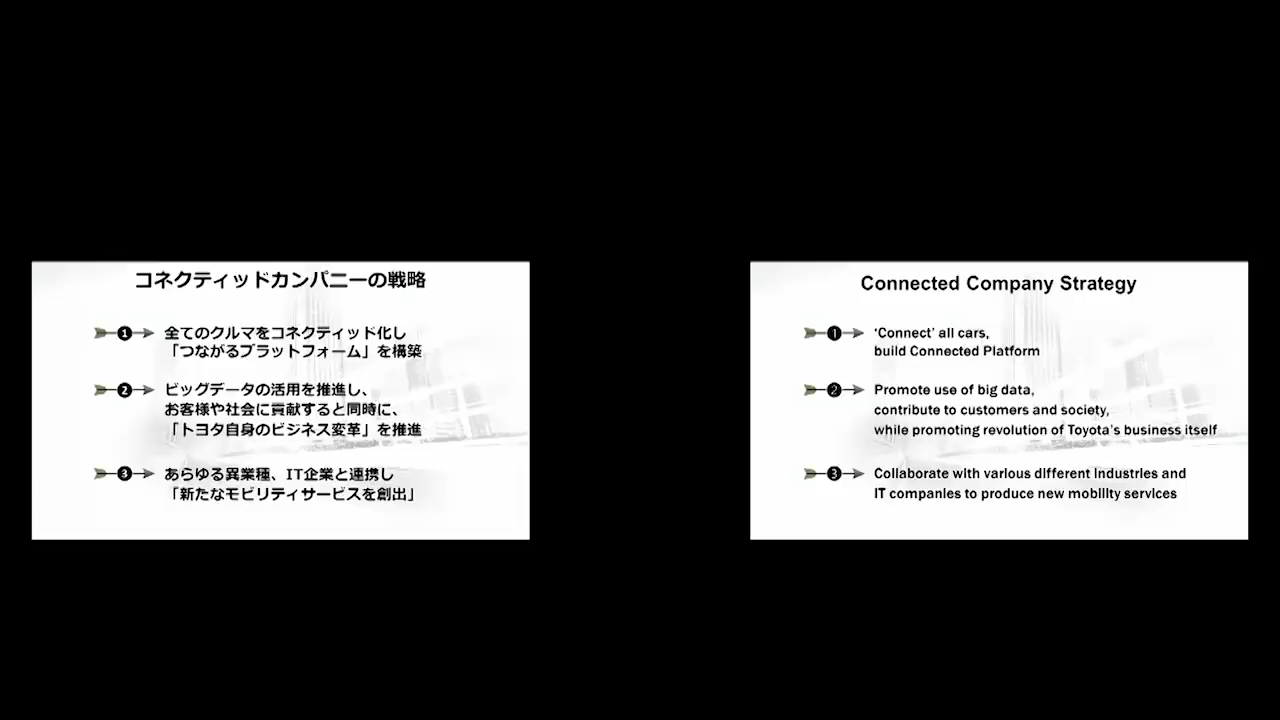 コネクティッドカンパニーの戦略
1 全てのクルマをコネクティッド化し
「つながるプラットフォーム」を構築
2 ビッグデータの活用を推進し、
お客様や社会に貢献すると同時に、
「トヨタ自身のビジネス変革」を推進
3 あらゆる異業種、IT企業と連携し
「新たなモビリティサービスを創出」
Connected Company Strategy
1 ‘Connect’ all cars,
build Connected Platform
2 Promote use of big data,
contribute to customers and society,
while promoting revolution of Toyota's business itself
3 Collaborate with various different industries and
IT companies to produce new mobility services